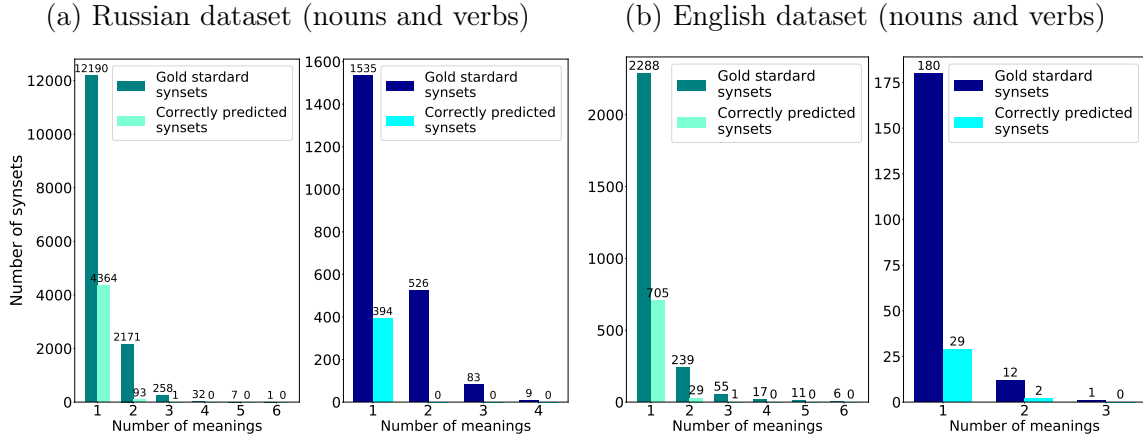 (a) Russian dataset (nouns and verbs)
(b) English dataset (nouns and verbs)
Number of synsets
12000
10000
8000
6000
4000
2000
0
12190
4364
2171
93
258
1
32
0
7
0
1
0
Gold stardard
synsets
Correctly predicted
synsets
1 2 3 4 5 6
Number of meanings
1600
1400
1200
1000
800
600
400
200
0
1535
394
526
0
83
0
9
0
Gold stardard
synsets
Correctly predicted
synsets
1 2 3 4
Number of meanings
2000
1500
1000
500
0
2288
705
239
29
55
1
17
0
11
0
6
0
Gold stardard
synsets
Correctly predicted
synsets
1 2 3 4 5 6
Number of meanings
175
150
125
100
75
50
25
0
180
29
12
2
1
0
Gold stardard
synsets
Correctly predicted
synsets
1 2 3
Number of meanings